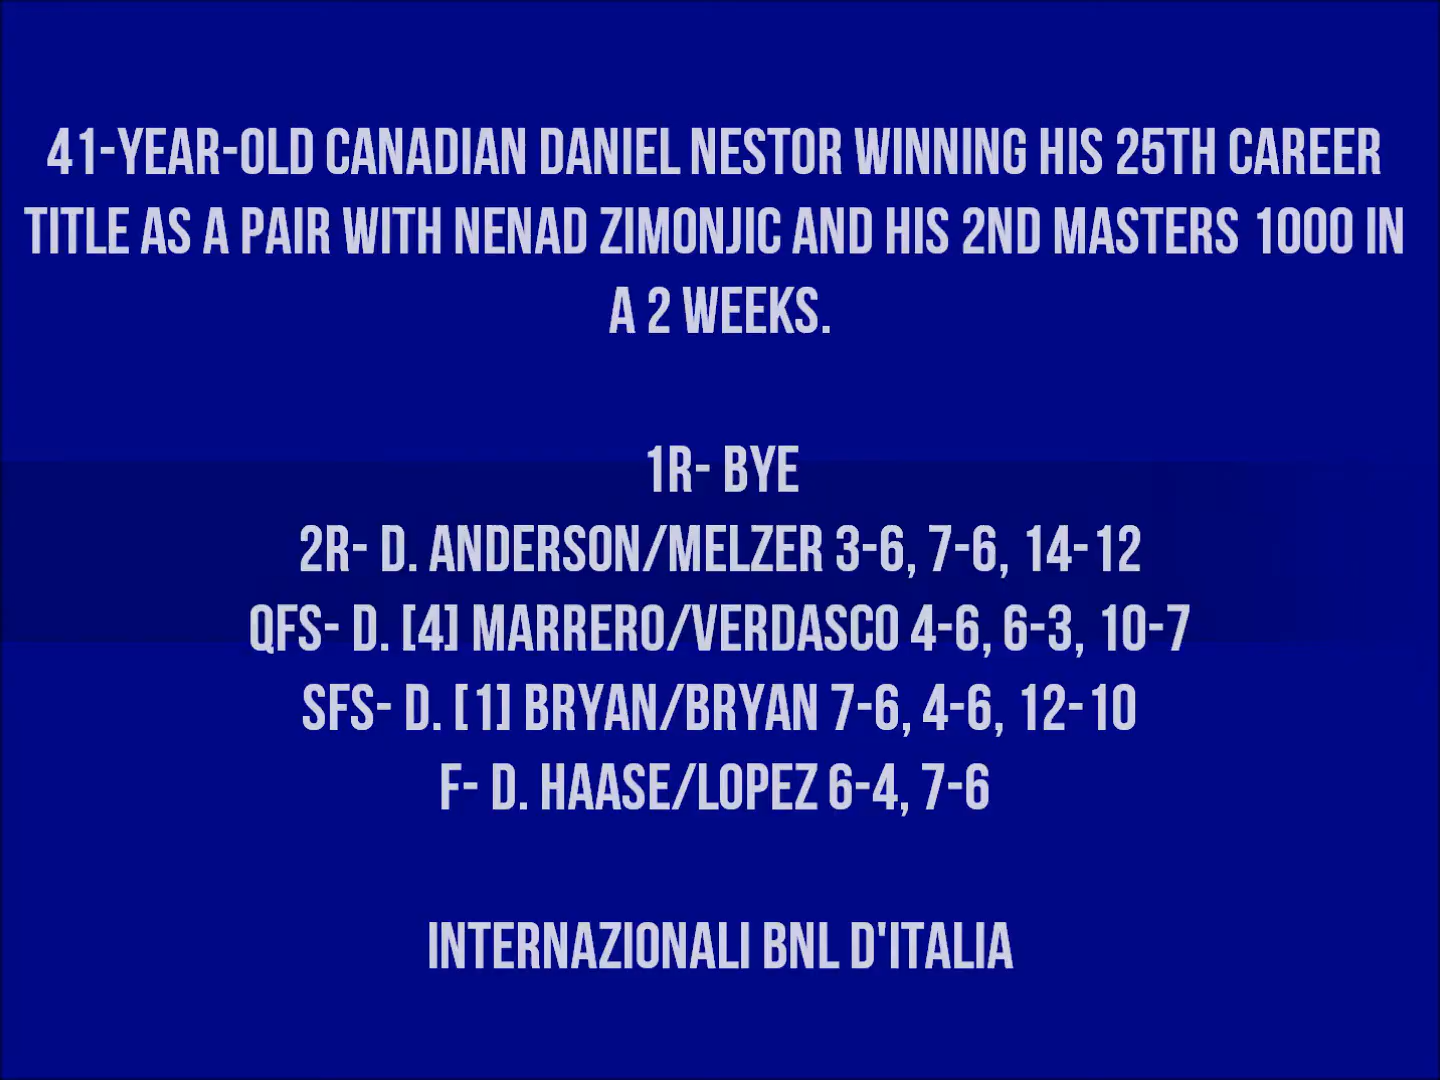 41-YEAR-OLD CANADIAN DANIEL NESTOR WINNING HIS 25TH CAREER
TITLE AS A PAIR WITH NENAD ZIMONJIC AND HIS 2ND MASTERS 1000 IN
A 2 WEEKS.
1R- BYE
2R- D. ANDERSON/MELZER 3-6, 7-6, 14-12
QFS- D. [4] MARRERO/VERDASCO 4-6, 6-3, 10-7
SFS- D. [1] BRYAN/BRYAN 7-6, 4-6, 12-10
F- D. HAASE/LOPEZ 6-4, 7-6
INTERNAZIONALI BNL D'ITALIA